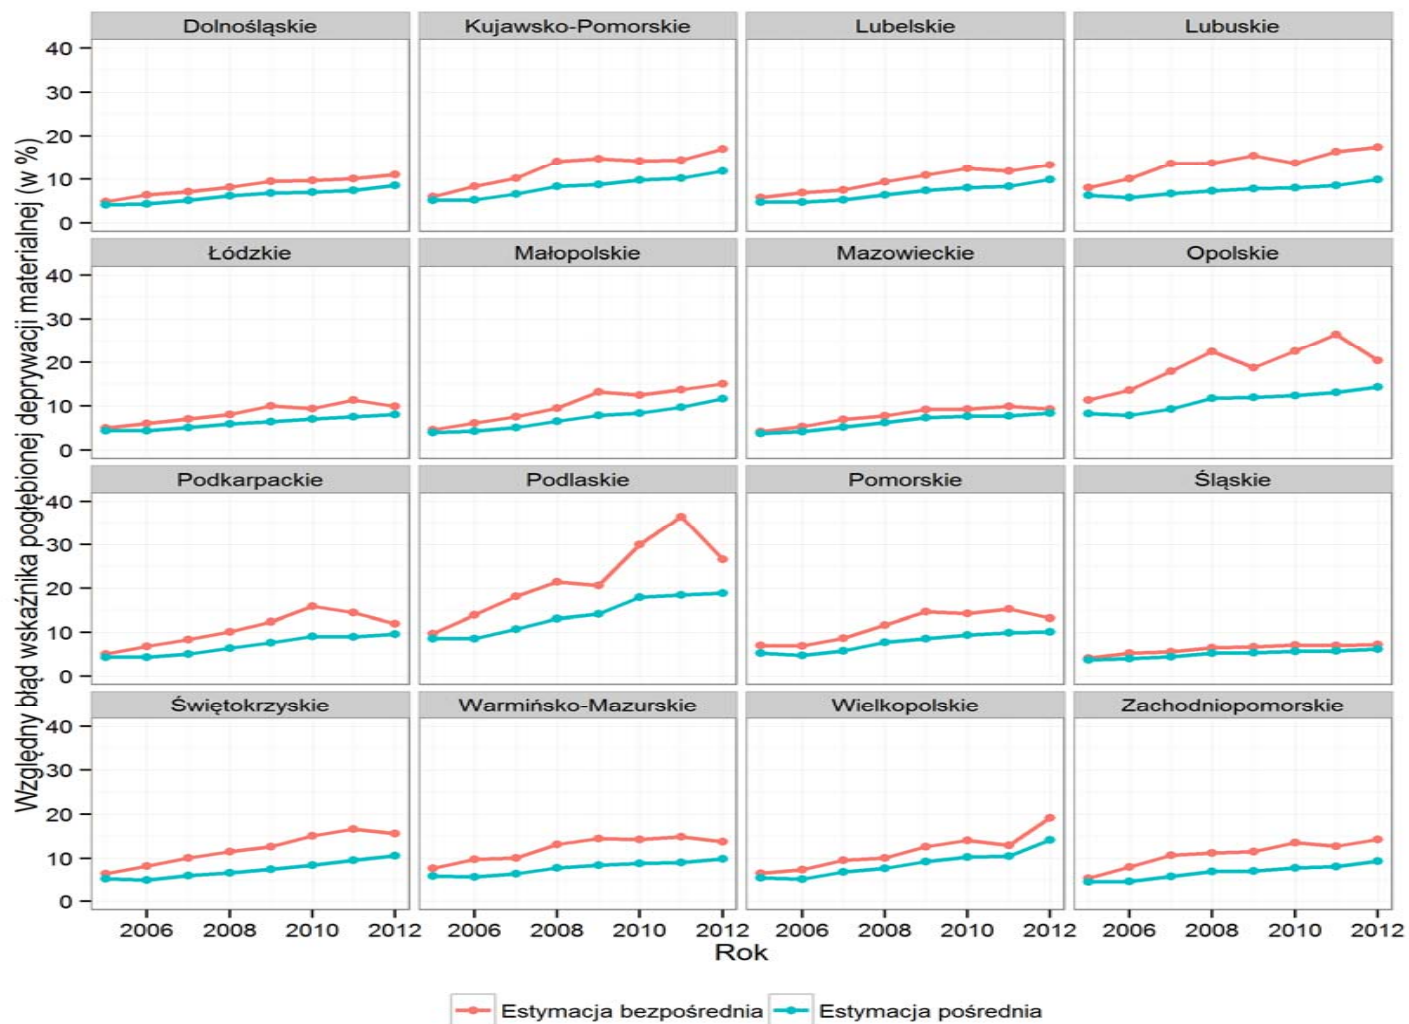 Względny błąd wskaźnika pogłębionej deprywacji materialnej (w %)
Dolnośląskie Kujawsko-Pomorskie Lubelskie Lubuskie
40
30
20
10
0
Łódzkie Małopolskie Mazowieckie Opolskie
40
30
20
10
0
Podkarpackie Podlaskie Pomorskie Śląskie
40
30
20
10
0
Świętokrzyskie Warmińsko-Mazurskie Wielkopolskie Zachodniopomorskie
40
30
20
10
0
2006 2008 2010 2012 2006 2008 2010 2012 2006 2008 2010 2012 2006 2008 2010 2012
Rok
Estymacja bezpośrednia Estymacja pośrednia